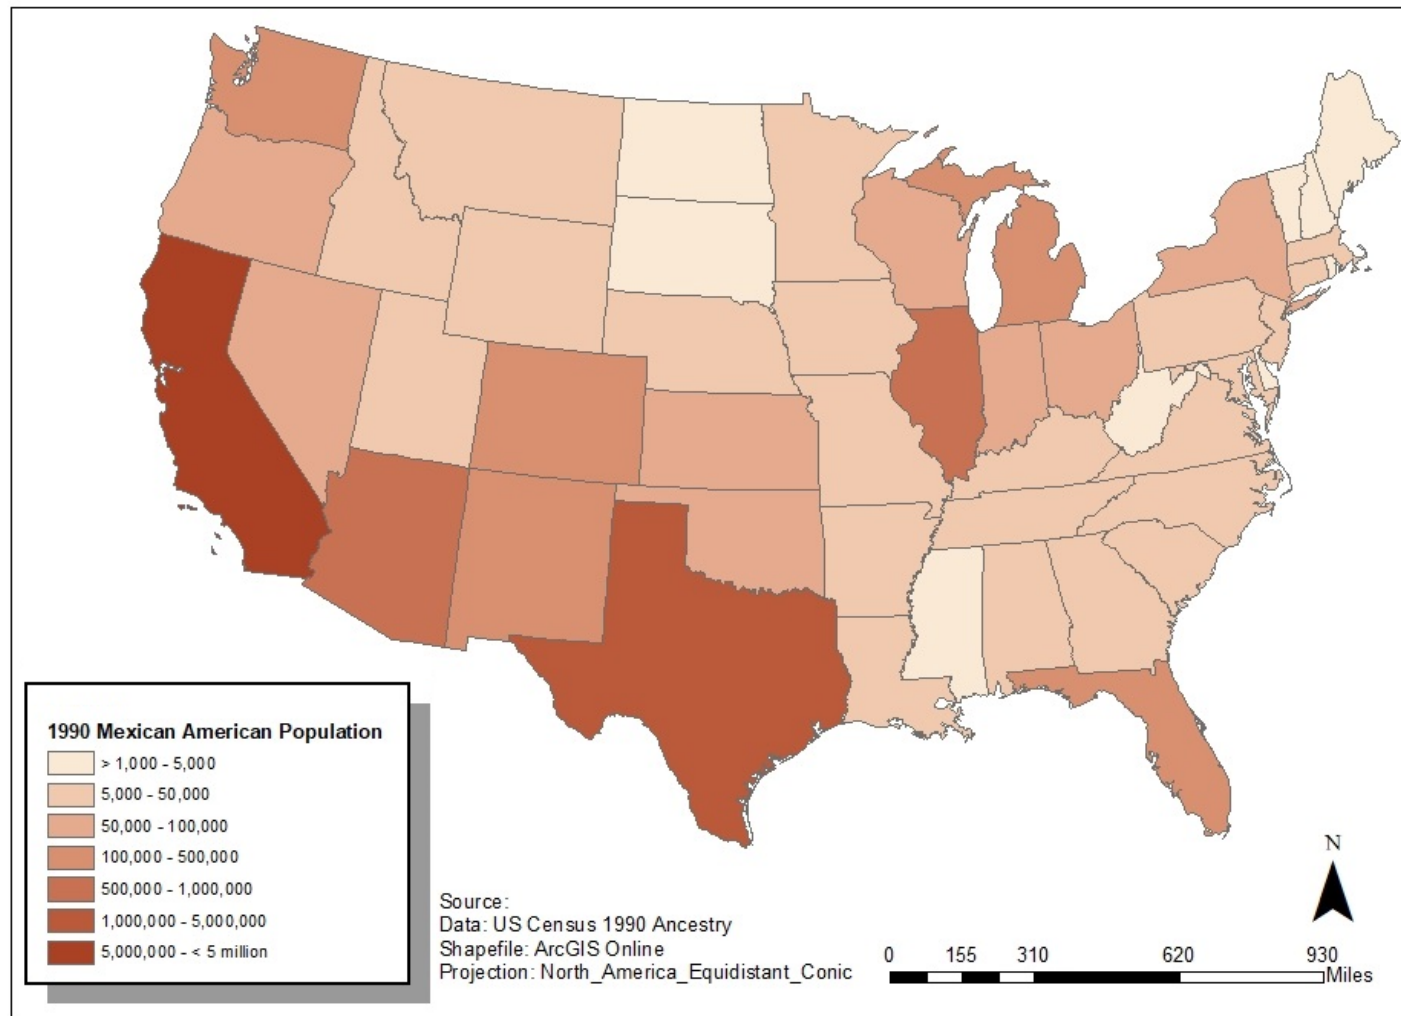 1990 Mexican American Population
> 1,000 - 5,000
5,000 - 50,000
50,000 - 100,000
100,000 - 500,000
500,000 - 1,000,000
1,000,000 - 5,000,000
5,000,000 - < 5 million
Source:
Data: US Census 1990 Ancestry
Shapefile: ArcGIS Online
Projection: North_America_Equidistant_Conic
N
0 155 310 620 930
Miles